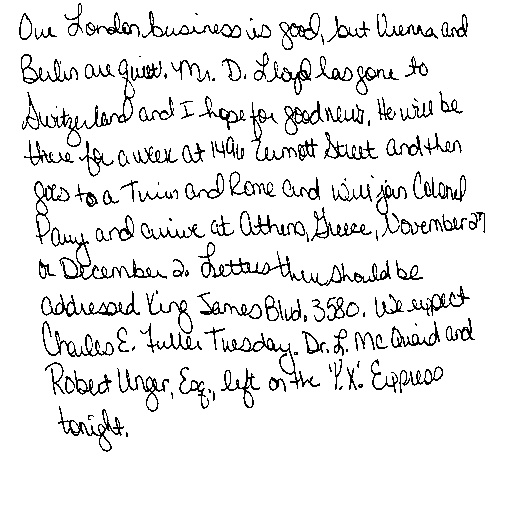 Our London business is good, but Vienna and
Berlin are quiet. Mr. D. Lloyd has gone to
Switzerland and I hope for good news. He will be
there for a week at 1496 Zermott Street and then
goes to a Turin and Rome and will join Colonel
Parry and arrive at Athens, Greece, November 27
or December 2. Letters there should be
addressed King James Blvd. 3580. We expect
Charles E. Fuller Tuesday. Dr. L. McQuaid and
Robert Unger, Esq., left on the 'Y.X.' Express
tonight.